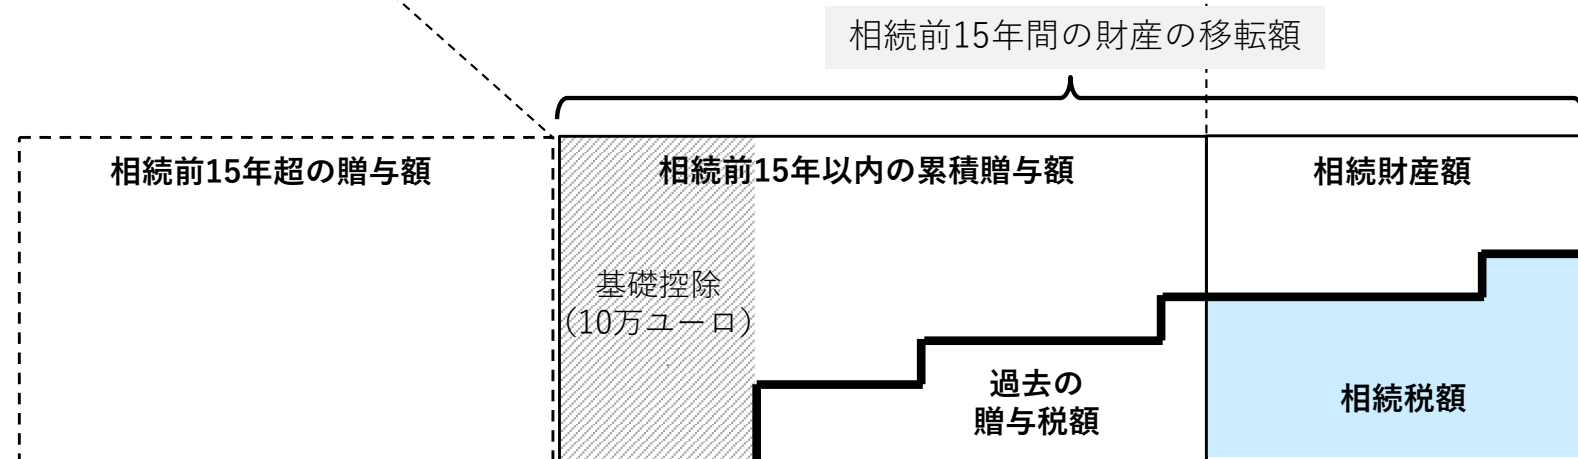 相続前15年間の財産の移転額
相続前15年超の贈与額
相続前15年以内の累積贈与額
相続財産額
基礎控除
（10万ユーロ）
過去の
贈与税額
相続税額